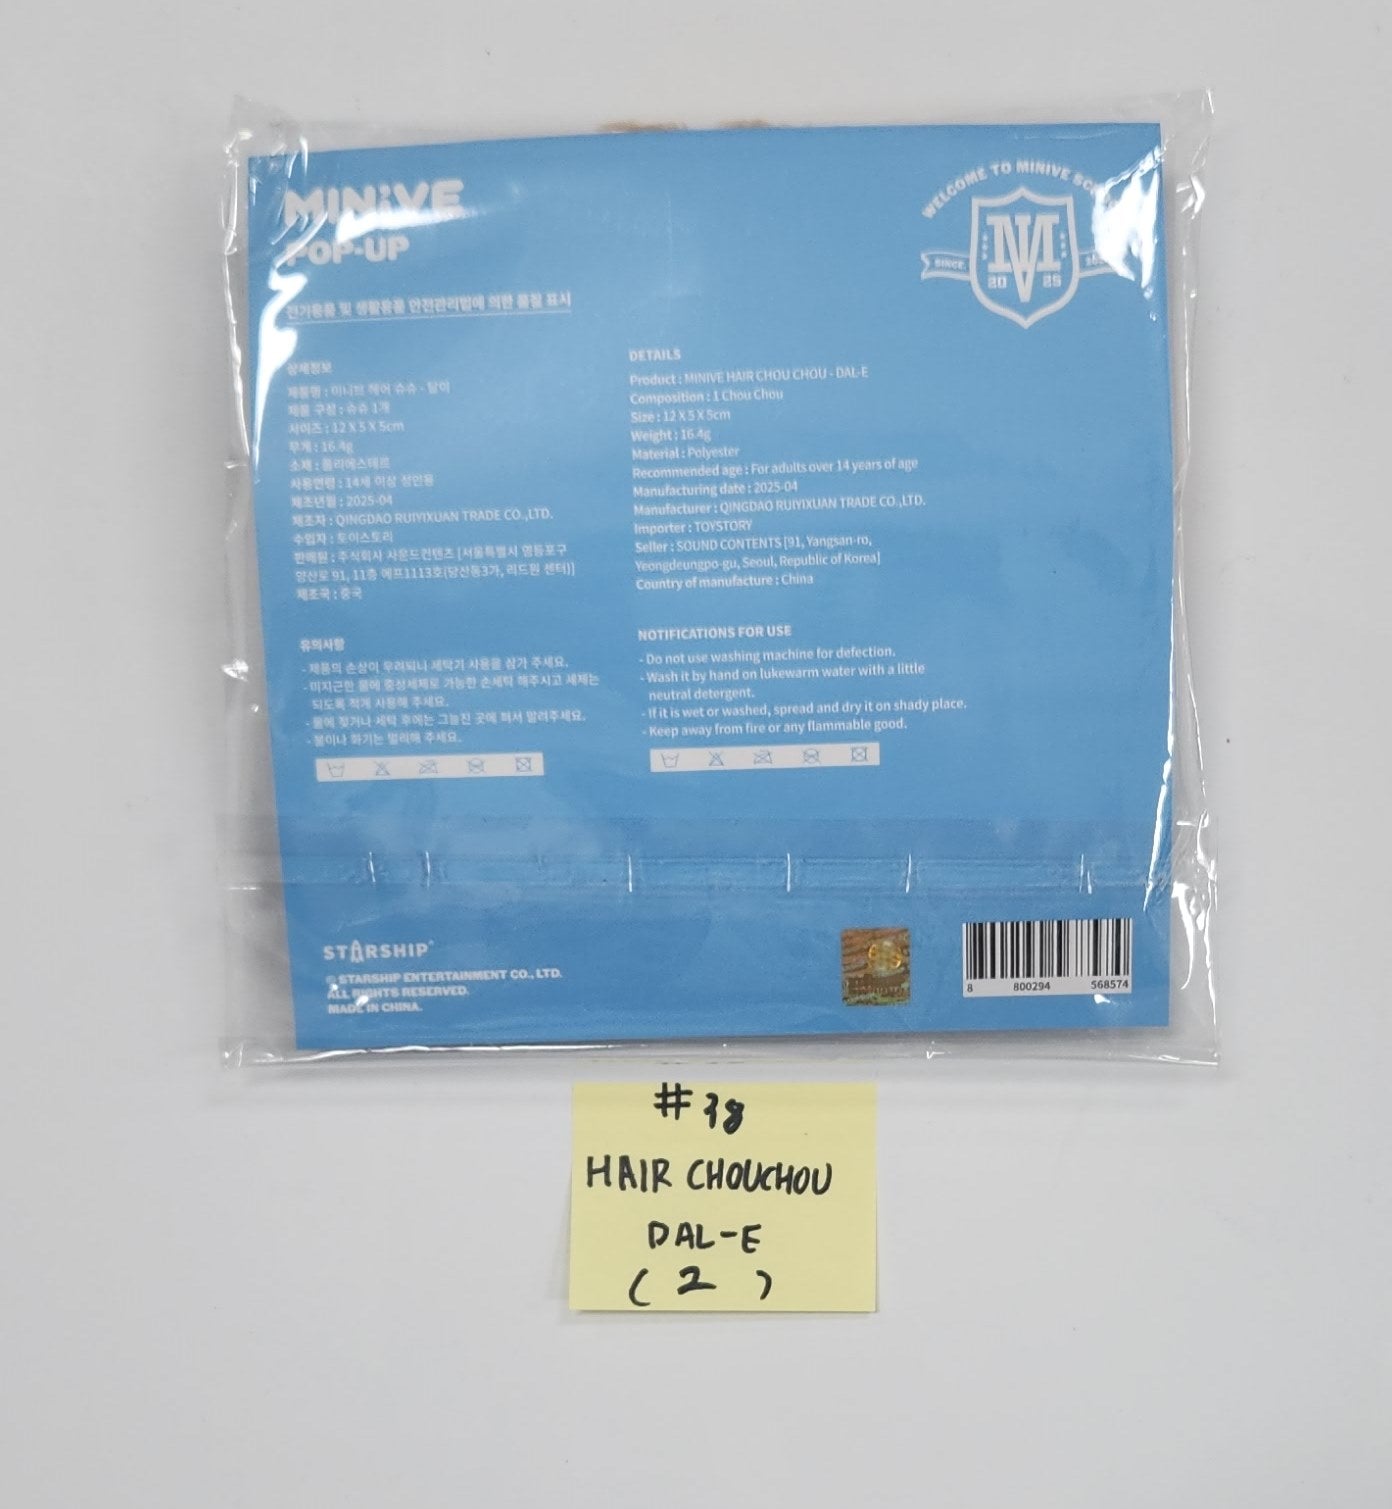 MINiVE
POP-UP
WELCOME TO MINIVE
SINCE
MV
20 25
전기용품 및 생활용품 안전관리법에 의한 품질 표시
상세정보
제품명 : 미니브 헤어 슈슈 - 달이
제품 구성 : 슈슈 1개
사이즈 : 12 X 5 X 5cm
무게 : 16.4g
소재 : 폴리에스테르
사용연령 : 14세 이상 성인용
제조년월 : 2025-04
제조자 : QINGDAO RUIYIXUAN TRADE CO.,LTD.
수입자 : 토이스토리
판매원 : 주식회사 사운드컨텐츠 [서울특별시 영등포구
양산로 91, 11층 에프1113호(당산동3가, 리드원 센터)]
제조국 : 중국
유의사항
- 제품의 손상이 우려되니 세탁기 사용을 삼가 주세요.
- 미지근한 물에 중성세제로 가능한 손세탁 해주시고 세제는
되도록 적게 사용해 주세요.
- 물에 젖거나 세탁 후에는 그늘진 곳에 펴서 말려주세요.
- 불이나 화기는 멀리해 주세요.
DETAILS
Product : MINIVE HAIR CHOU CHOU - DAL-E
Composition : 1 Chou Chou
Size : 12 X 5 X 5cm
Weight : 16.4g
Material : Polyester
Recommended age : For adults over 14 years of age
Manufacturing date : 2025-04
Manufacturer : QINGDAO RUIYIXUAN TRADE CO.,LTD.
Importer : TOYSTORY
Seller : SOUND CONTENTS [91, Yangsan-ro,
Yeongdeungpo-gu, Seoul, Republic of Korea]
Country of manufacture : China
NOTIFICATIONS FOR USE
- Do not use washing machine for defection.
- Wash it by hand on lukewarm water with a little
neutral detergent.
- If it is wet or washed, spread and dry it on shady place.
- Keep away from fire or any flammable good.
STARSHIP
© STARSHIP ENTERTAINMENT CO., LTD.
ALL RIGHTS RESERVED.
MADE IN CHINA.
8 800294 568574
#38
HAIR CHOUCHOU
DAL-E
(2)